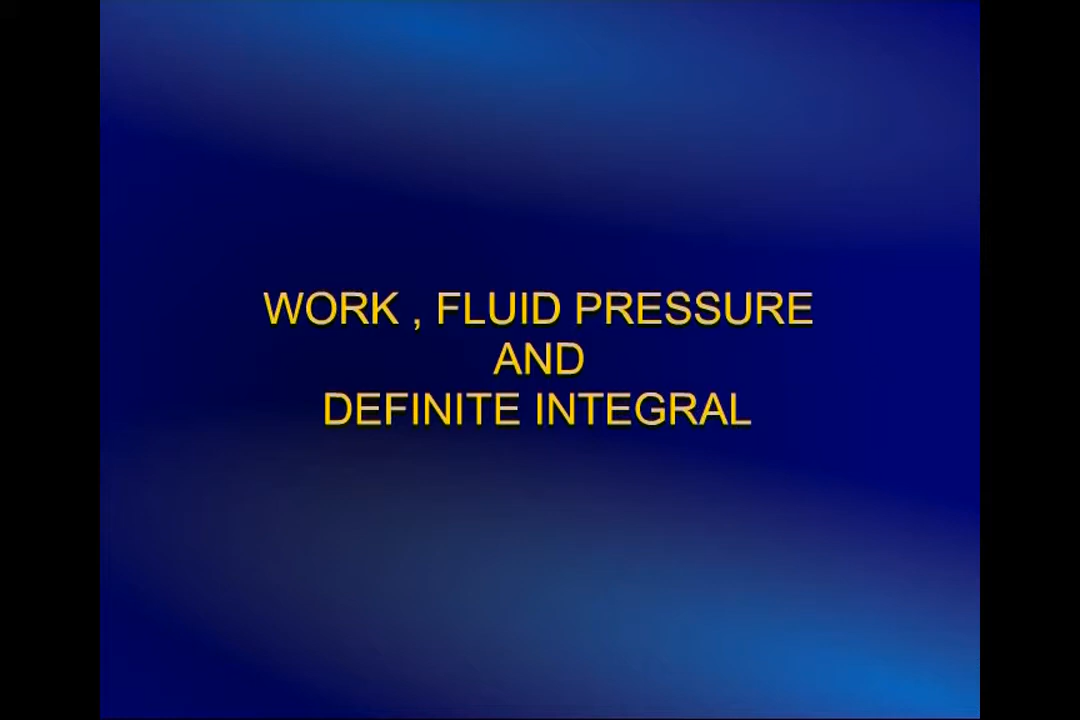 WORK , FLUID PRESSURE
AND
DEFINITE INTEGRAL